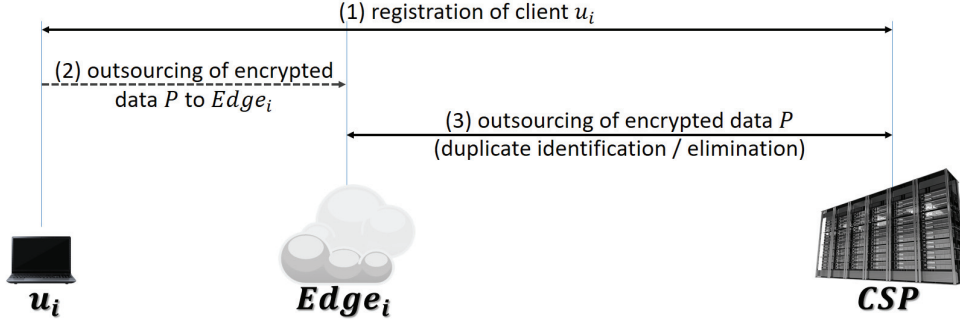 (1) registration of client u_i
(2) outsourcing of encrypted
data P to Edge_i
(3) outsourcing of encrypted data P
(duplicate identification / elimination)
u_i
Edge_i
CSP